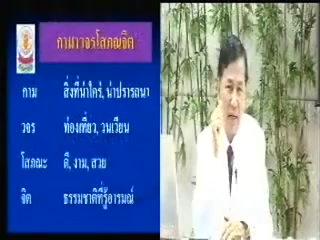 กามาวจรโสภณจิต
กาม สิ่งที่น่าใคร่, น่าปรารถนา
วจร ท่องเที่ยว, วนเวียน
โสภณะ ดี, งาม, สวย
จิต ธรรมชาติที่รู้อารมณ์